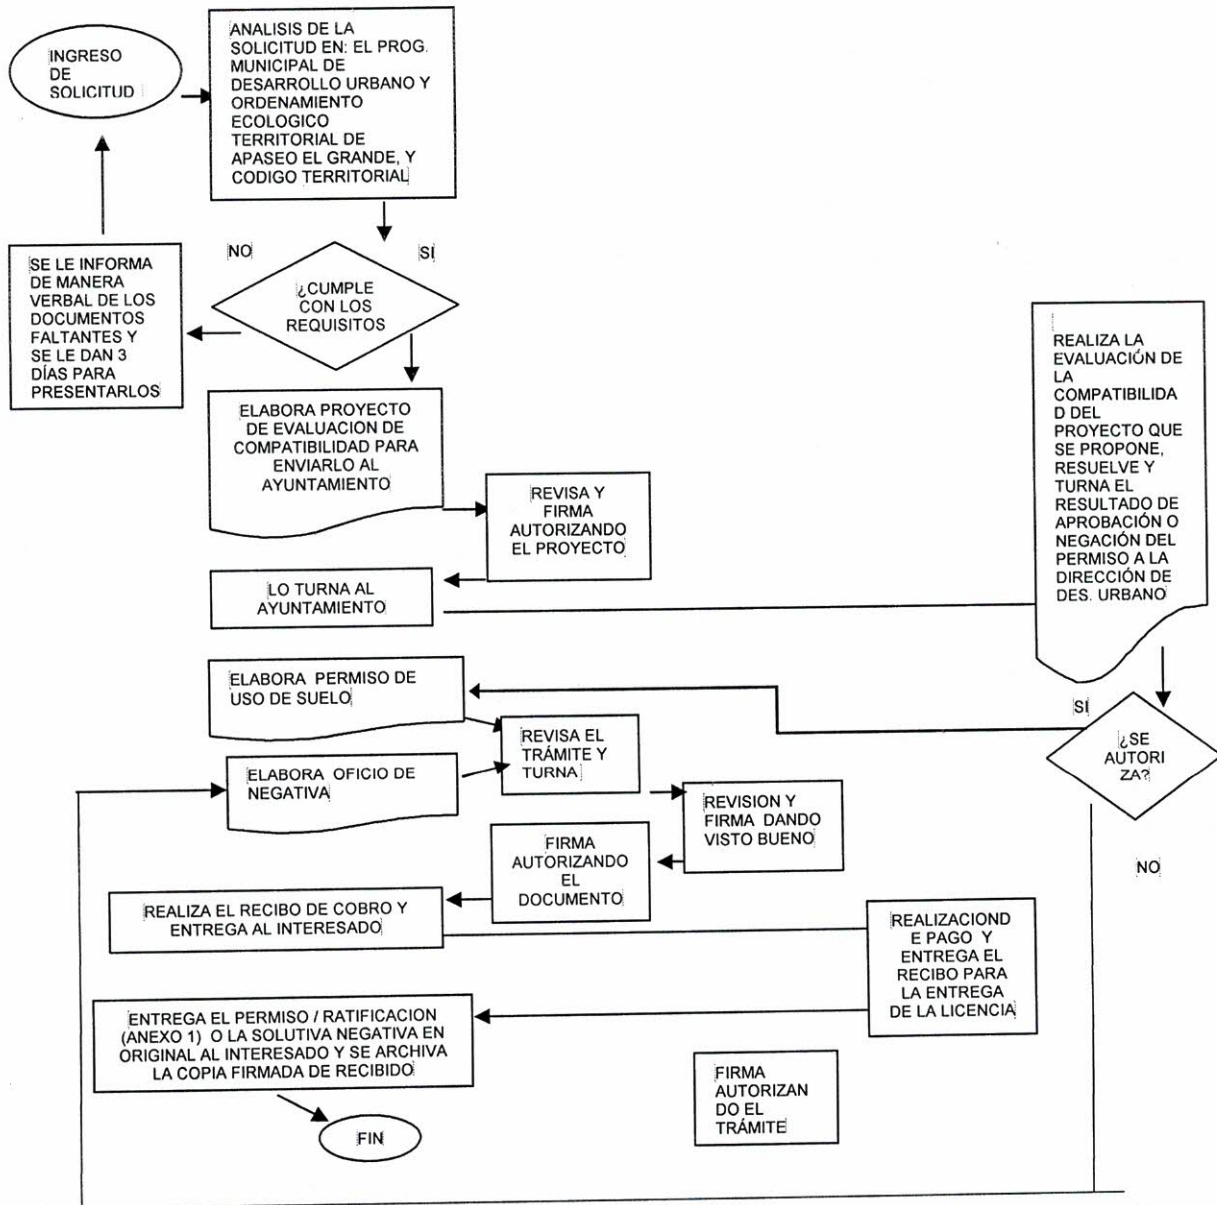 INGRESO
DE
SOLICITUD
ANALISIS DE LA
SOLICITUD EN: EL PROG.
MUNICIPAL DE
DESARROLLO URBANO Y
ORDENAMIENTO
ECOLOGICO
TERRITORIAL DE
APASEO EL GRANDE, Y
CODIGO TERRITORIAL
NO
SI
¿CUMPLE
CON LOS
REQUISITOS
SE LE INFORMA
DE MANERA
VERBAL DE LOS
DOCUMENTOS
FALTANTES Y
SE LE DAN 3
DÍAS PARA
PRESENTARLOS
ELABORA PROYECTO
DE EVALUACION DE
COMPATIBILIDAD PARA
ENVIARLO AL
AYUNTAMIENTO
REVISA Y
FIRMA
AUTORIZANDO
EL PROYECTO
LO TURNA AL
AYUNTAMIENTO
REALIZA LA
EVALUACIÓN DE
LA
COMPATIBILIDA
D DEL
PROYECTO QUE
SE PROPONE,
RESUELVE Y
TURNA EL
RESULTADO DE
APROBACIÓN O
NEGACIÓN DEL
PERMISO A LA
DIRECCIÓN DE
DES. URBANO
SI
¿SE
AUTORI
ZA?
NO
ELABORA PERMISO DE
USO DE SUELO
ELABORA OFICIO DE
NEGATIVA
REVISA EL
TRÁMITE Y
TURNA
REVISION Y
FIRMA DANDO
VISTO BUENO
FIRMA
AUTORIZANDO
EL
DOCUMENTO
REALIZA EL RECIBO DE COBRO Y
ENTREGA AL INTERESADO
REALIZACIOND
E PAGO Y
ENTREGA EL
RECIBO PARA
LA ENTREGA
DE LA LICENCIA
ENTREGA EL PERMISO / RATIFICACION
(ANEXO 1) O LA SOLUTIVA NEGATIVA EN
ORIGINAL AL INTERESADO Y SE ARCHIVA
LA COPIA FIRMADA DE RECIBIDO
FIRMA
AUTORIZAN
DO EL
TRÁMITE
FIN